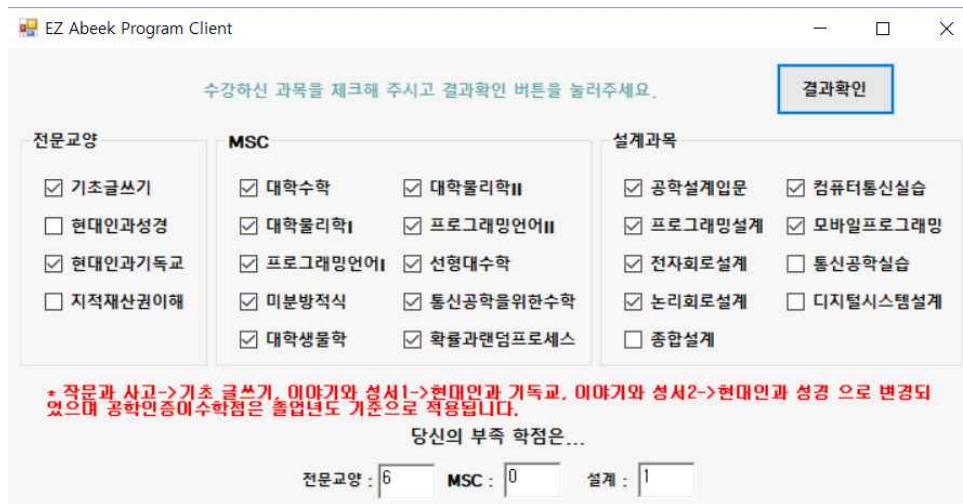 EZ Abeek Program Client
수강하신 과목을 체크해 주시고 결과확인 버튼을 눌러주세요.
결과확인
전문교양
기초글쓰기
현대인과성경
현대인과기독교
지적재산권이해
MSC
대학수학
대학물리학II
대학물리학I
프로그래밍언어II
프로그래밍언어I
선형대수학
미분방적식
통신공학을위한수학
대학생물학
확률과랜덤프로세스
설계과목
공학설계입문
컴퓨터통신실습
프로그래밍설계
모바일프로그래밍
전자회로설계
통신공학실습
논리회로설계
디지털시스템설계
종합설계
* 작문과 사고->기초 글쓰기, 이야기와 성서1->현대인과 기독교, 이야기와 성서2->현대인과 성경 으로 변경되
었으며 공학인증이수학점은 졸업년도 기준으로 적용됩니다.
당신의 부족 학점은...
전문교양 : 6 MSC : 0 설계 : 1